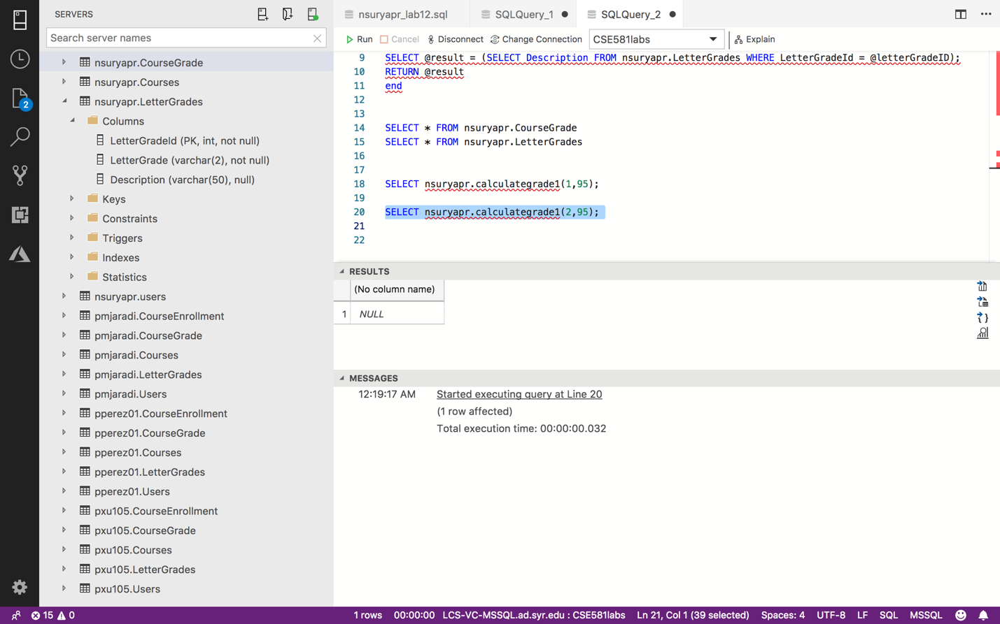 SERVERS
Search server names
nsuryapr.CourseGrade
nsuryapr.Courses
nsuryapr.LetterGrades
Columns
LetterGradeId (PK, int, not null)
LetterGrade (varchar(2), not null)
Description (varchar(50), null)
Keys
Constraints
Triggers
Indexes
Statistics
nsuryapr.users
pmjaradi.CourseEnrollment
pmjaradi.CourseGrade
pmjaradi.Courses
pmjaradi.LetterGrades
pmjaradi.Users
pperez01.CourseEnrollment
pperez01.CourseGrade
pperez01.Courses
pperez01.LetterGrades
pperez01.Users
pxu105.CourseEnrollment
pxu105.CourseGrade
pxu105.Courses
pxu105.LetterGrades
pxu105.Users
2
nsuryapr_lab12.sql SQLQuery_1 SQLQuery_2
Run Cancel Disconnect Change Connection CSE581labs Explain
9 SELECT @result = (SELECT Description FROM nsuryapr.LetterGrades WHERE LetterGradeId = @letterGradeID);
10 RETURN @result
11 end
12
13
14 SELECT * FROM nsuryapr.CourseGrade
15 SELECT * FROM nsuryapr.LetterGrades
16
17
18 SELECT nsuryapr.calculategrade1(1,95);
19
20 SELECT nsuryapr.calculategrade1(2,95);
21
22
RESULTS
(No column name)
1 NULL
MESSAGES
12:19:17 AM Started executing query at Line 20
(1 row affected)
Total execution time: 00:00:00.032
15 0 1 rows 00:00:00 LCS-VC-MSSQL.ad.syr.edu : CSE581labs Ln 21, Col 1 (39 selected) Spaces: 4 UTF-8 LF SQL MSSQL